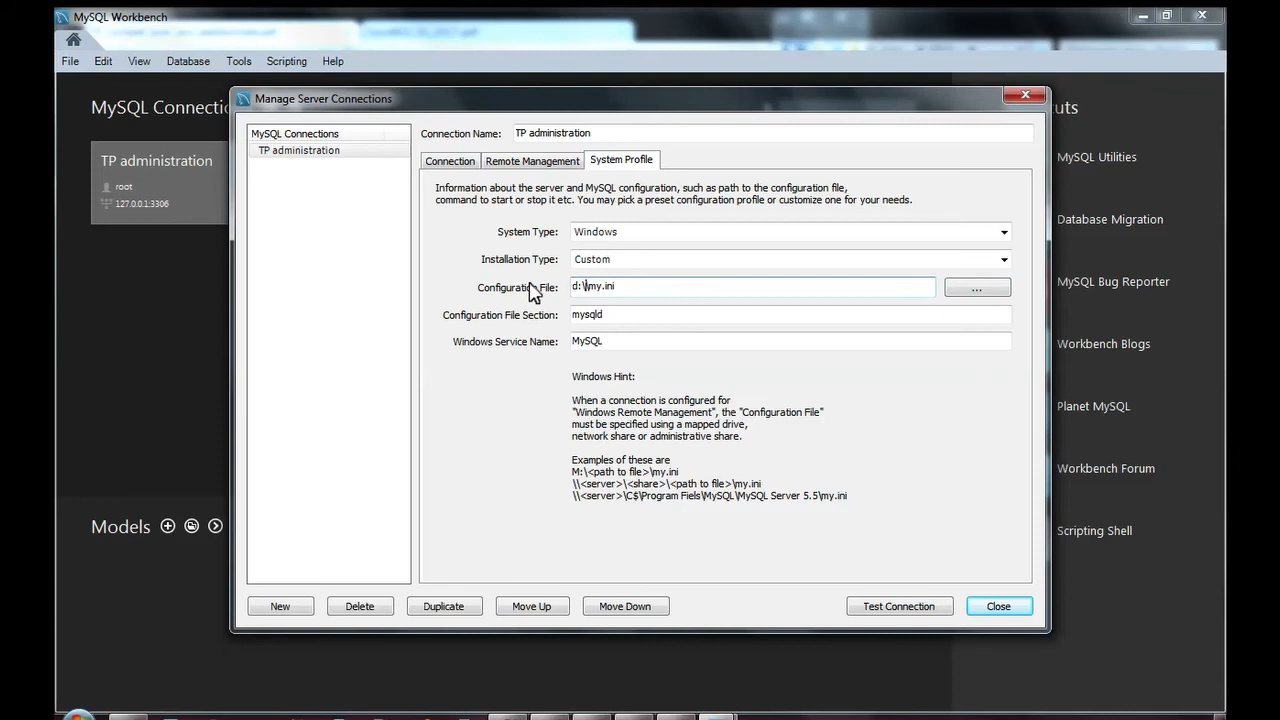 MySQL Workbench
File Edit View Database Tools Scripting Help
MySQL Connectio
TP administration
root
127.0.0.1:3306
Models
Manage Server Connections
MySQL Connections
TP administration
Connection Name: TP administration
Connection Remote Management System Profile
Information about the server and MySQL configuration, such as path to the configuration file,
command to start or stop it etc. You may pick a preset configuration profile or customize one for your needs.
System Type: Windows
Installation Type: Custom
Configuration File: d:\\my.ini ...
Configuration File Section: mysqld
Windows Service Name: MySQL
Windows Hint:
When a connection is configured for
"Windows Remote Management", the "Configuration File"
must be specified using a mapped drive,
network share or administrative share.
Examples of these are
M:\<path to file>\my.ini
\\<server>\<share>\<path to file>\my.ini
\\<server>\C$\Program Fiels\MySQL\MySQL Server 5.5\my.ini
New Delete Duplicate Move Up Move Down Test Connection Close
uts
MySQL Utilities
Database Migration
MySQL Bug Reporter
Workbench Blogs
Planet MySQL
Workbench Forum
Scripting Shell